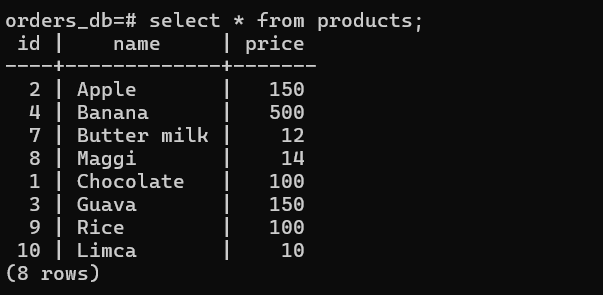 orders_db=# select * from products;
 id |    name     | price
----+-------------+-------
  2 | Apple       |   150
  4 | Banana      |   500
  7 | Butter milk |    12
  8 | Maggi       |    14
  1 | Chocolate   |   100
  3 | Guava       |   150
  9 | Rice        |   100
 10 | Limca       |    10
(8 rows)